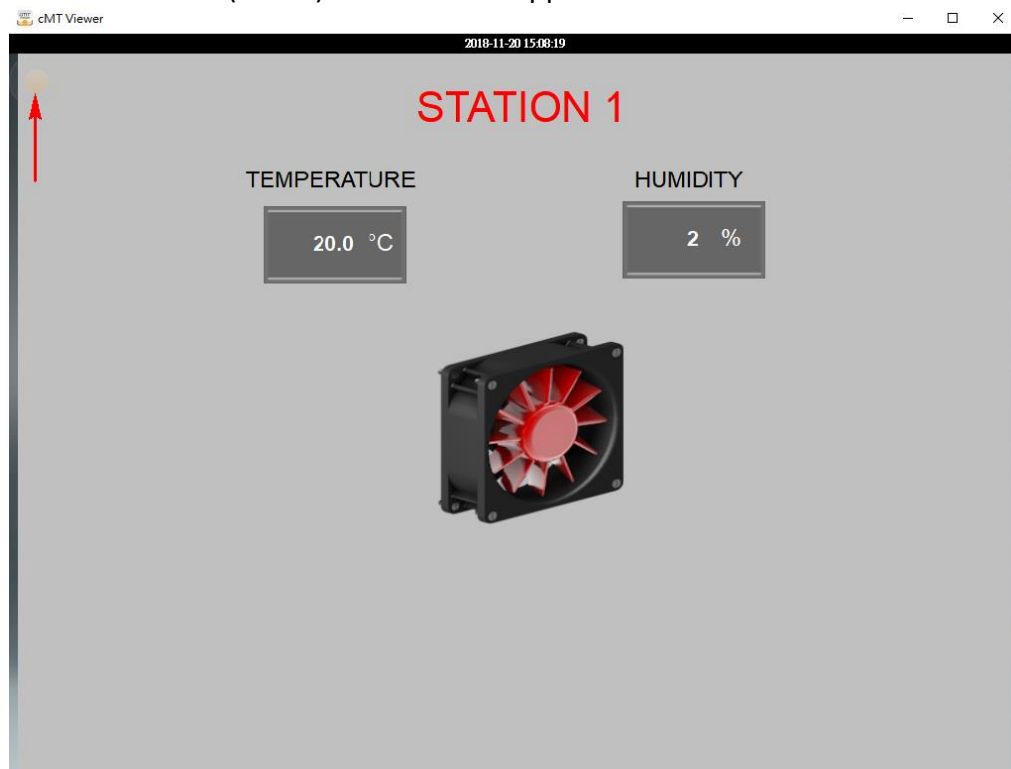 cMT Viewer
2018-11-20 15:08:19
STATION 1
TEMPERATURE HUMIDITY
20.0 °C 2 %